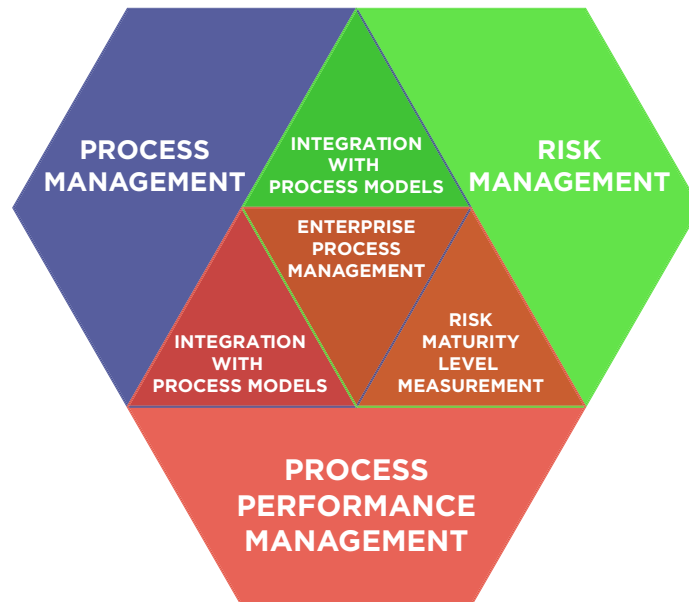 PROCESS
MANAGEMENT
INTEGRATION
WITH
PROCESS MODELS
RISK
MANAGEMENT
ENTERPRISE
PROCESS
MANAGEMENT
INTEGRATION
WITH
PROCESS MODELS
RISK
MATURITY
LEVEL
MEASUREMENT
PROCESS
PERFORMANCE
MANAGEMENT